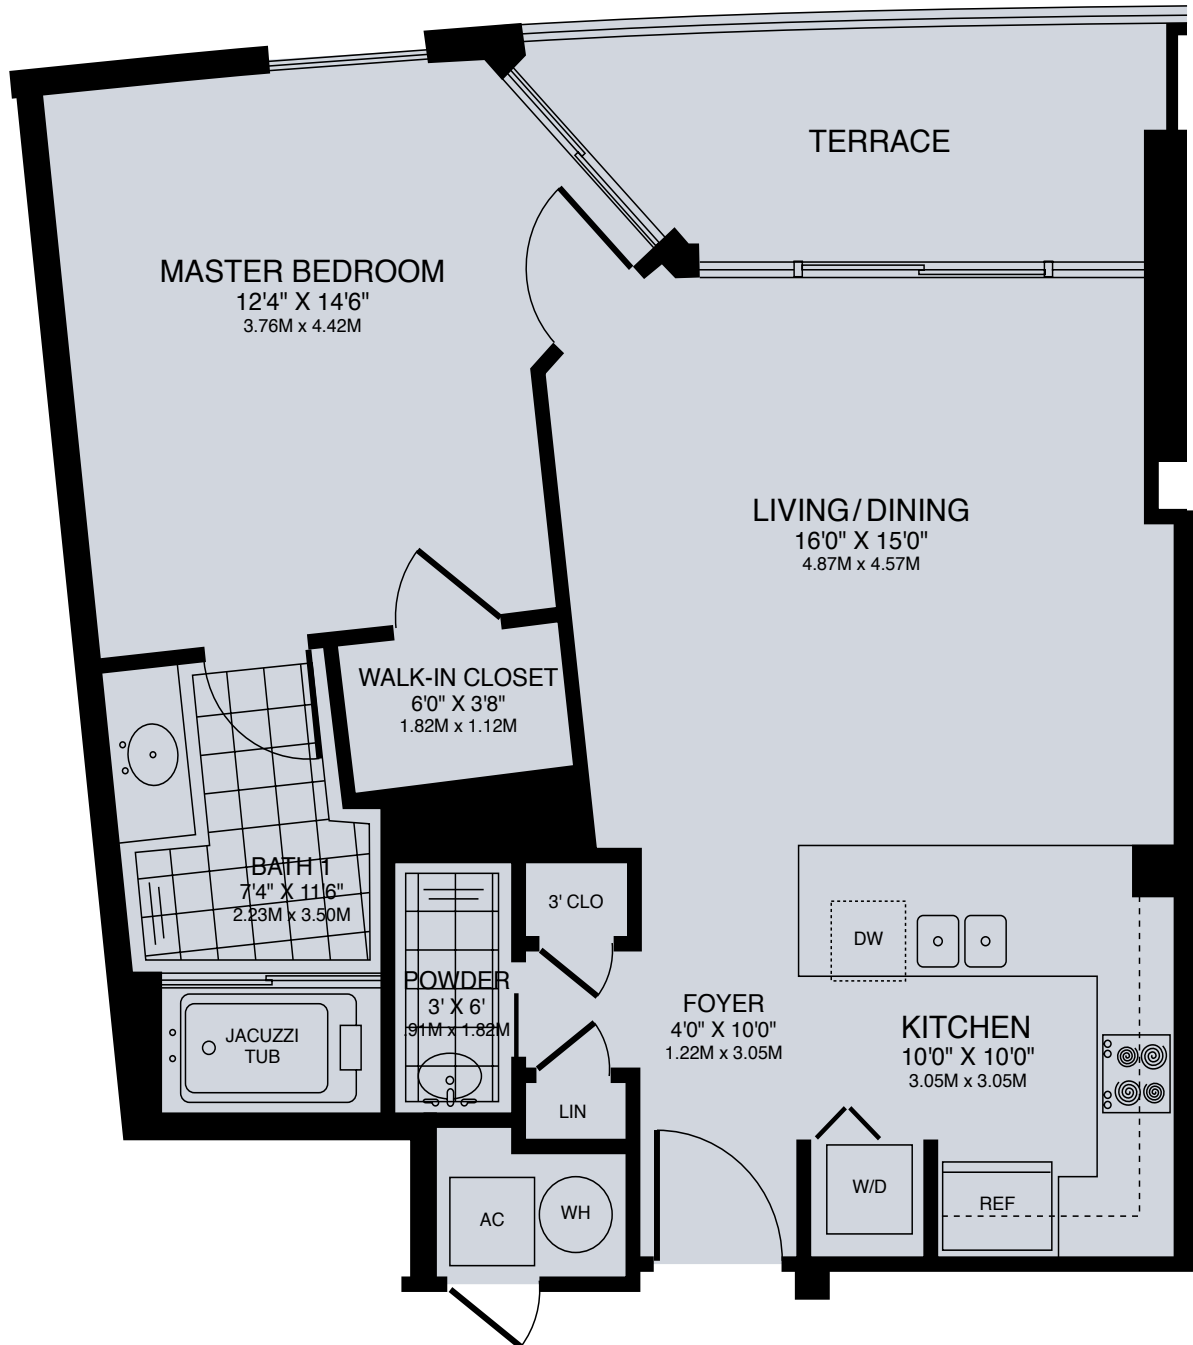 TERRACE
MASTER BEDROOM
12'4" X 14'6"
3.76M x 4.42M
LIVING/DINING
16'0" X 15'0"
4.87M x 4.57M
WALK-IN CLOSET
6'0" X 3'8"
1.82M x 1.12M
BATH 1
7'4" X 11'6"
2.23M x 3.50M
3' CLO
DW
POWDER
3' X 6'
.91M x 1.82M
FOYER
4'0" X 10'0"
1.22M x 3.05M
KITCHEN
10'0" X 10'0"
3.05M x 3.05M
JACUZZI
TUB
LIN
W/D
REF
AC
WH